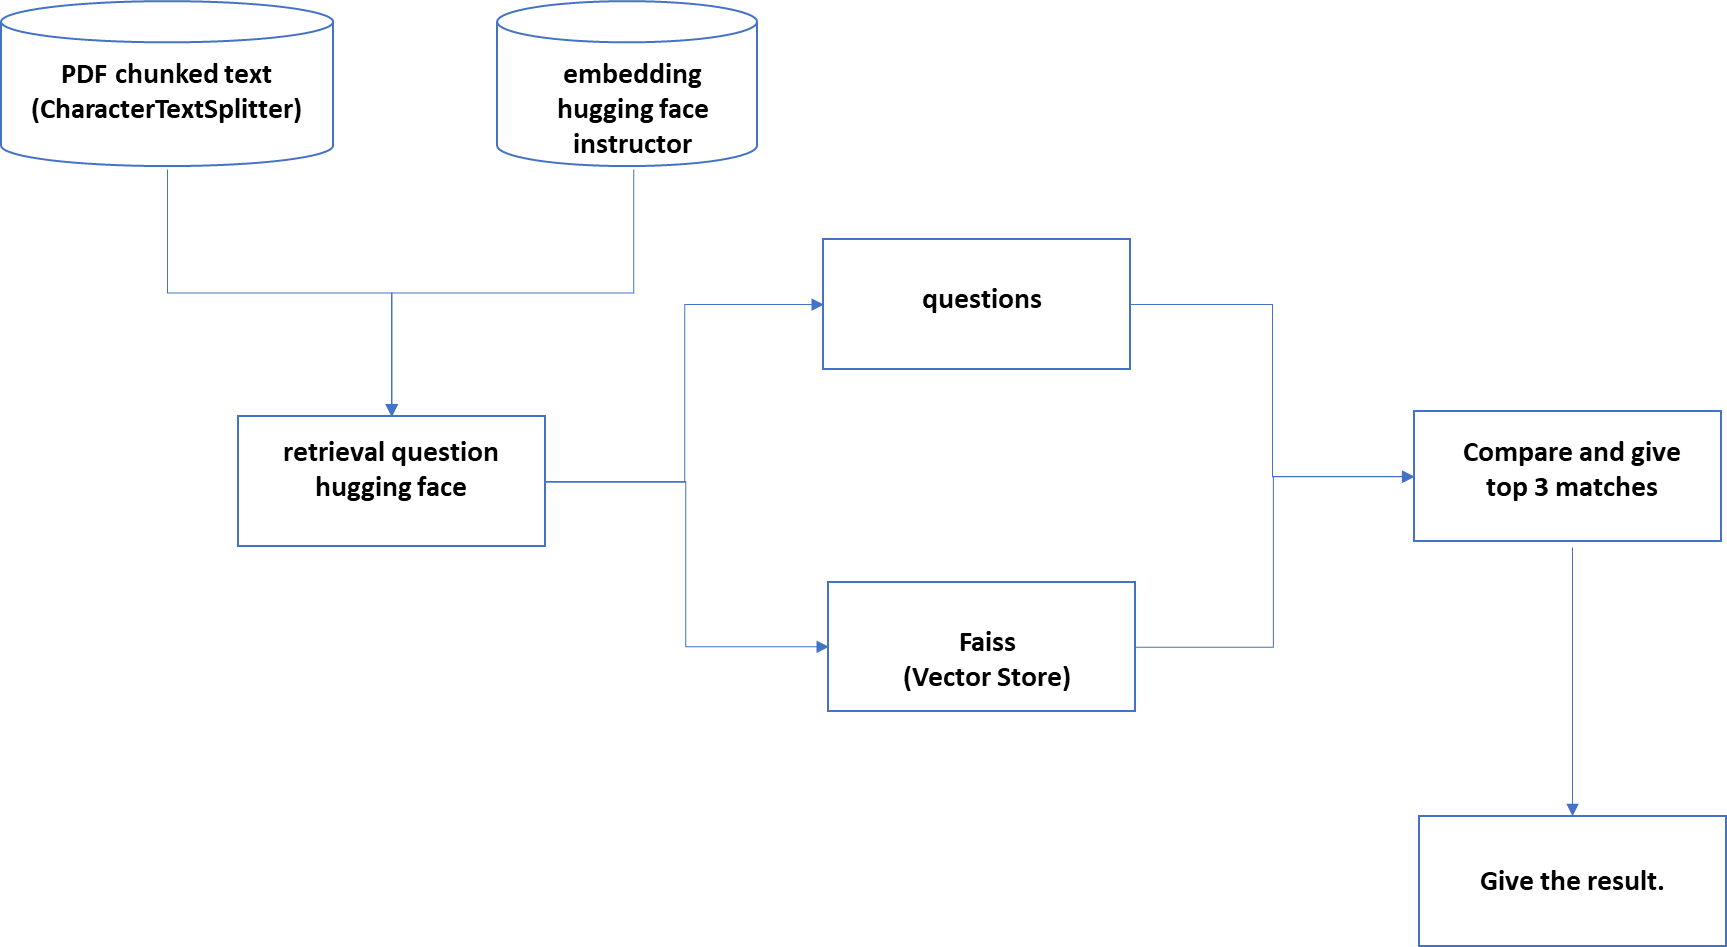 PDF chunked text
(CharacterTextSplitter)
embedding
hugging face
instructor
questions
retrieval question
hugging face
Compare and give
top 3 matches
Faiss
(Vector Store)
Give the result.